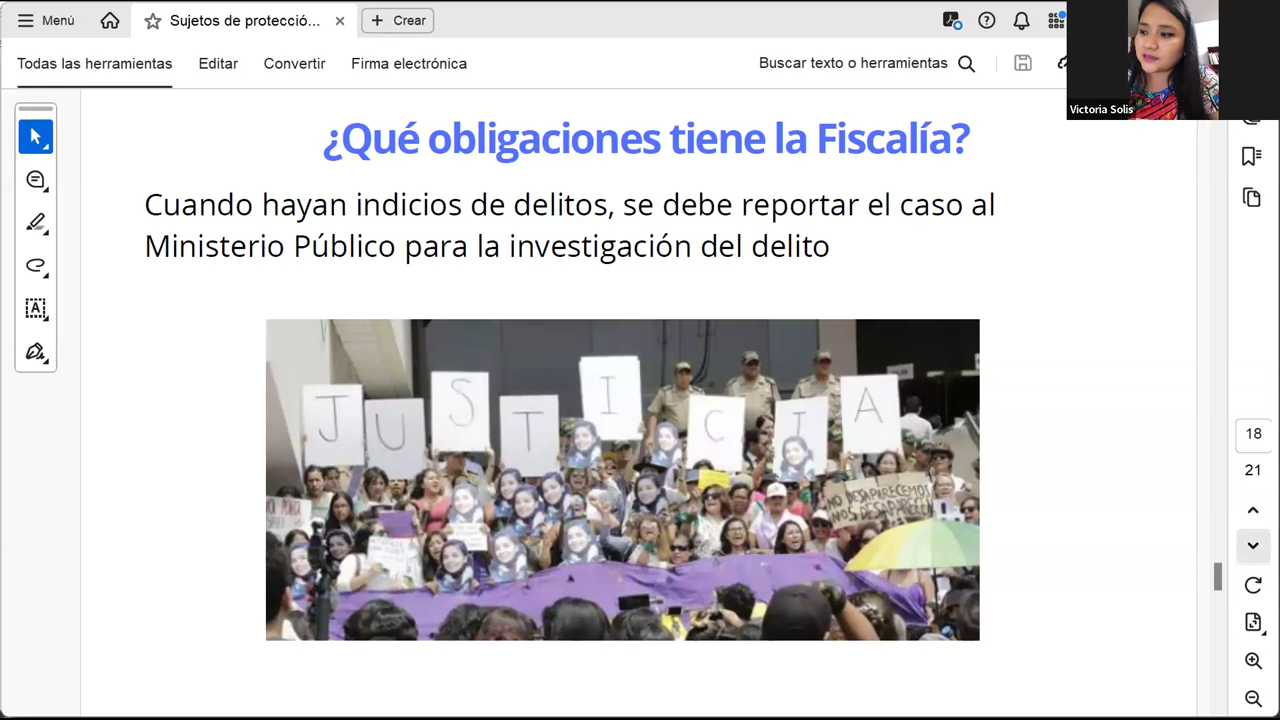 Menú
Sujetos de protecció...
Crear
Todas las herramientas
Editar
Convertir
Firma electrónica
Buscar texto o herramientas
Victoria Solis
¿Qué obligaciones tiene la Fiscalía?
Cuando hayan indicios de delitos, se debe reportar el caso al
Ministerio Público para la investigación del delito
JUSTICIA
NO DESAPARECEMOS
NOS DESAPARECEN
18
21